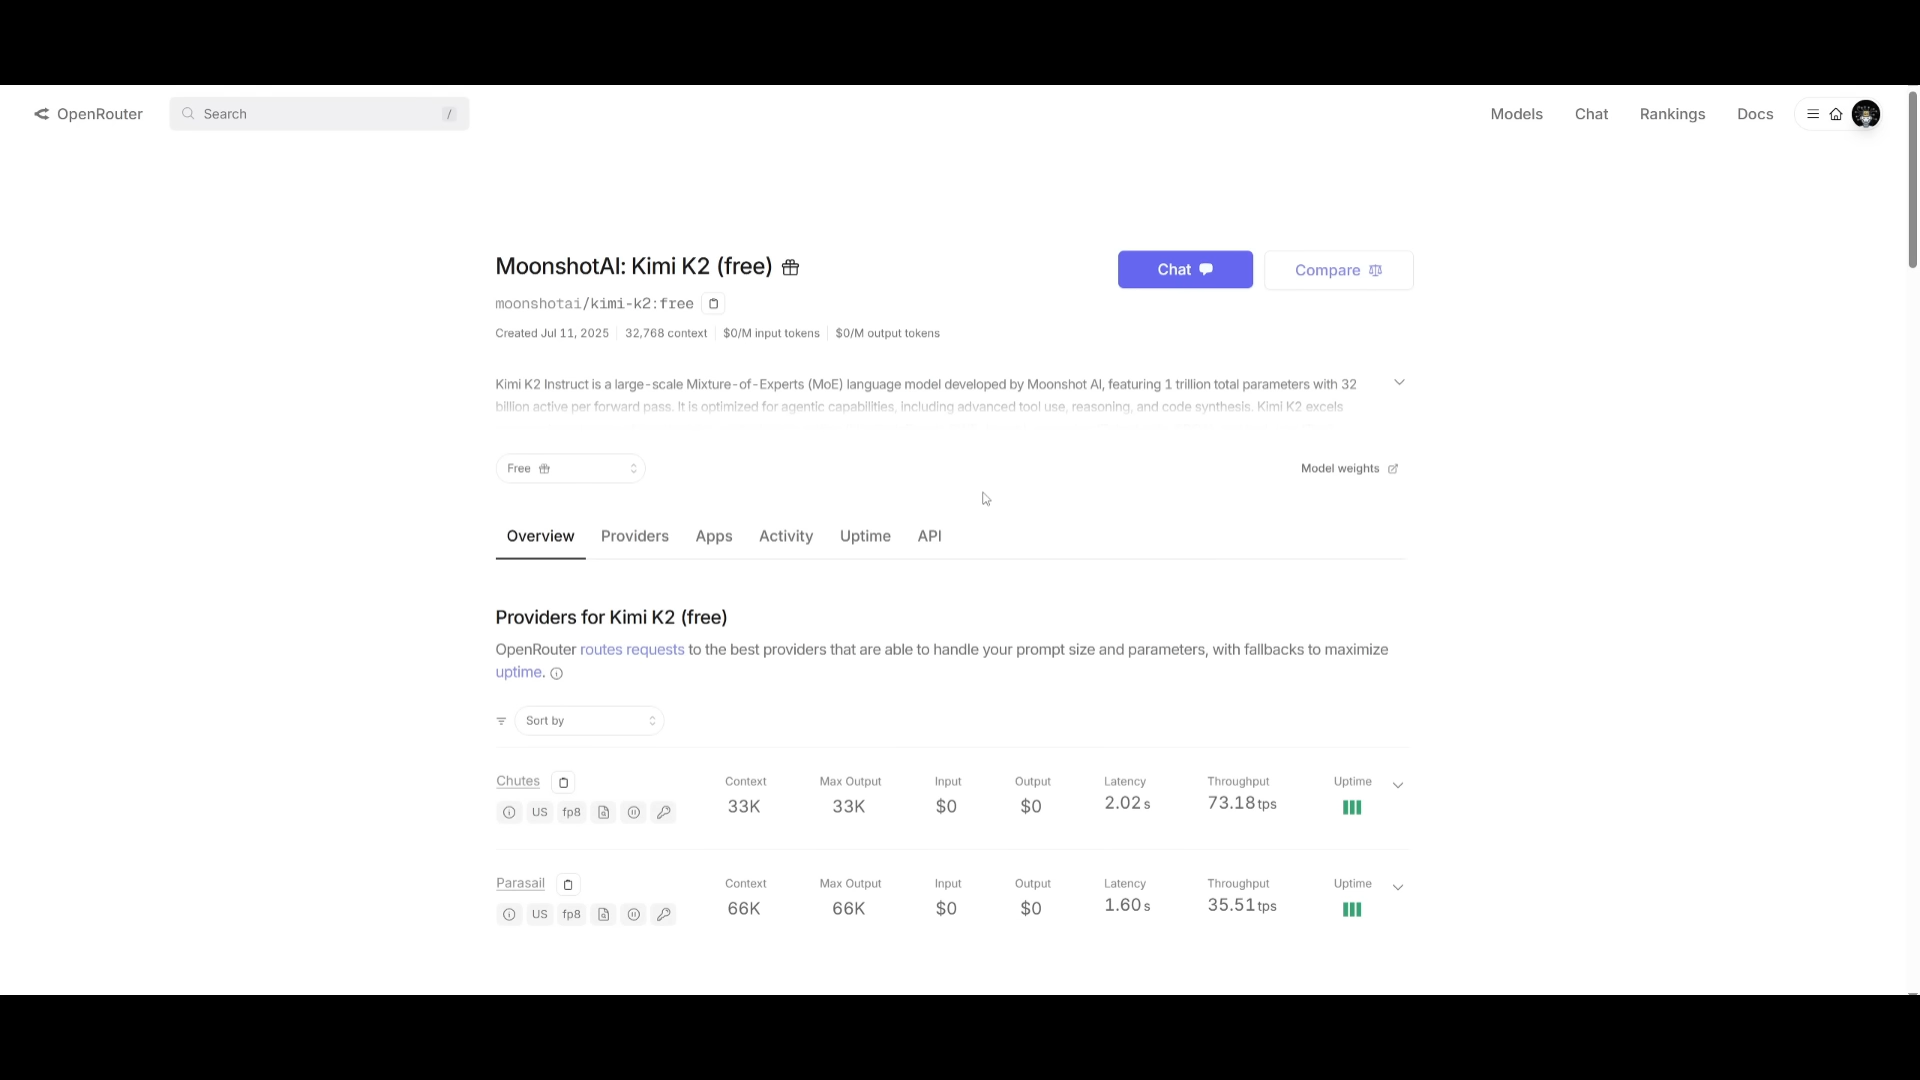 OpenRouter
Search
/
Models
Chat
Rankings
Docs
MoonshotAI: Kimi K2 (free)
Chat
Compare
moonshotai/kimi-k2:free
Created Jul 11, 2025
32,768 context
$0/M input tokens
$0/M output tokens
Kimi K2 Instruct is a large-scale Mixture-of-Experts (MoE) language model developed by Moonshot AI, featuring 1 trillion total parameters with 32
billion active per forward pass. It is optimized for agentic capabilities, including advanced tool use, reasoning, and code synthesis. Kimi K2 excels
Free
Model weights
Overview
Providers
Apps
Activity
Uptime
API
Providers for Kimi K2 (free)
OpenRouter routes requests to the best providers that are able to handle your prompt size and parameters, with fallbacks to maximize
uptime.
Sort by
Chutes
US
fp8
Context
33K
Max Output
33K
Input
$0
Output
$0
Latency
2.02s
Throughput
73.18tps
Uptime
Parasail
US
fp8
Context
66K
Max Output
66K
Input
$0
Output
$0
Latency
1.60s
Throughput
35.51tps
Uptime